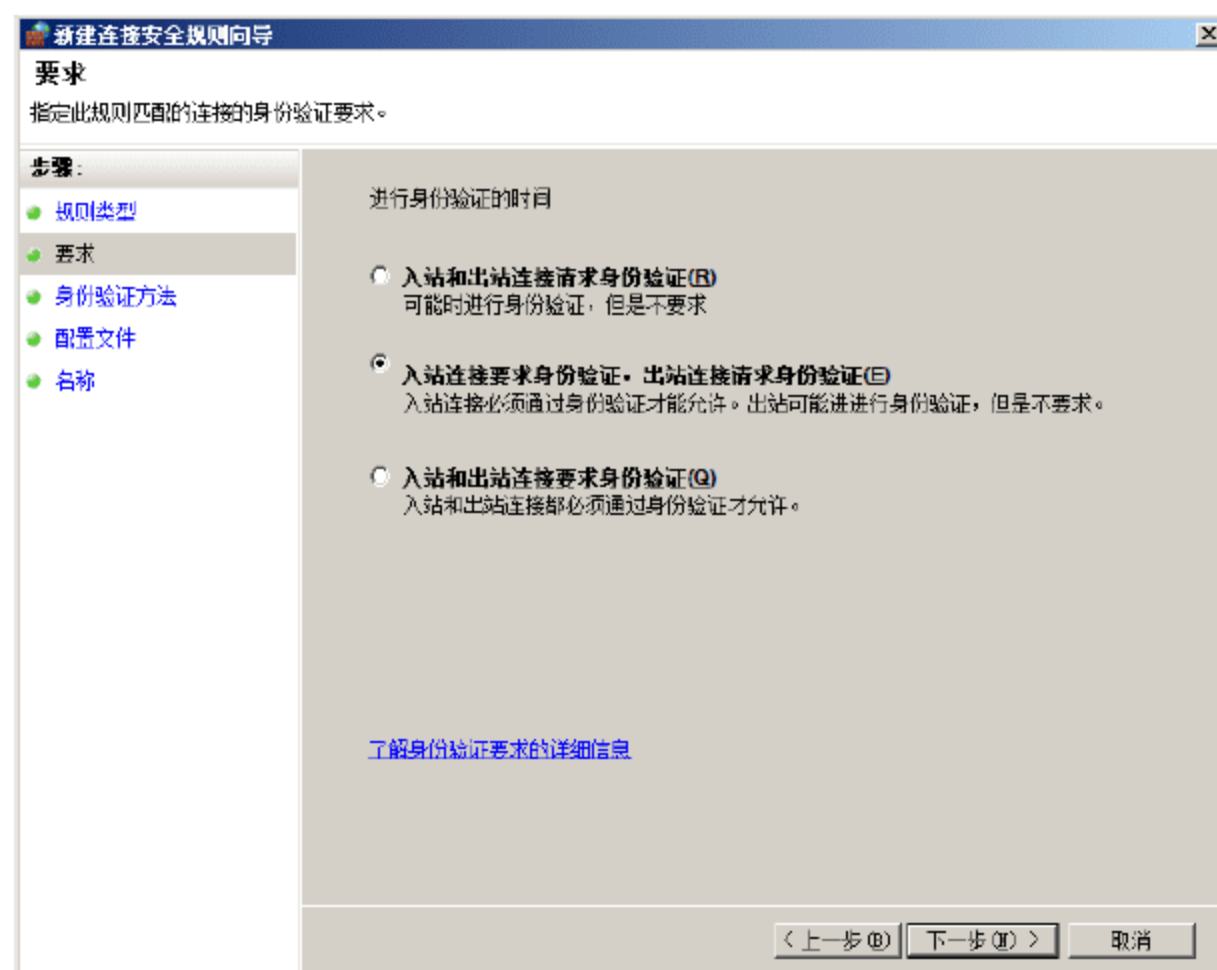 新建连接安全规则向导
要求
指定此规则匹配的连接的身份验证要求。
步骤:
规则类型
要求
身份验证方法
配置文件
名称
进行身份验证的时间
入站和出站连接请求身份验证(R)
可能时进行身份验证，但是不要求
入站连接要求身份验证。出站连接请求身份验证(E)
入站连接必须通过身份验证才能允许。出站可能进进行身份验证，但是不要求。
入站和出站连接要求身份验证(Q)
入站和出站连接都必须通过身份验证才允许。
了解身份验证要求的详细信息
< 上一步(B) 下一步(N) > 取消